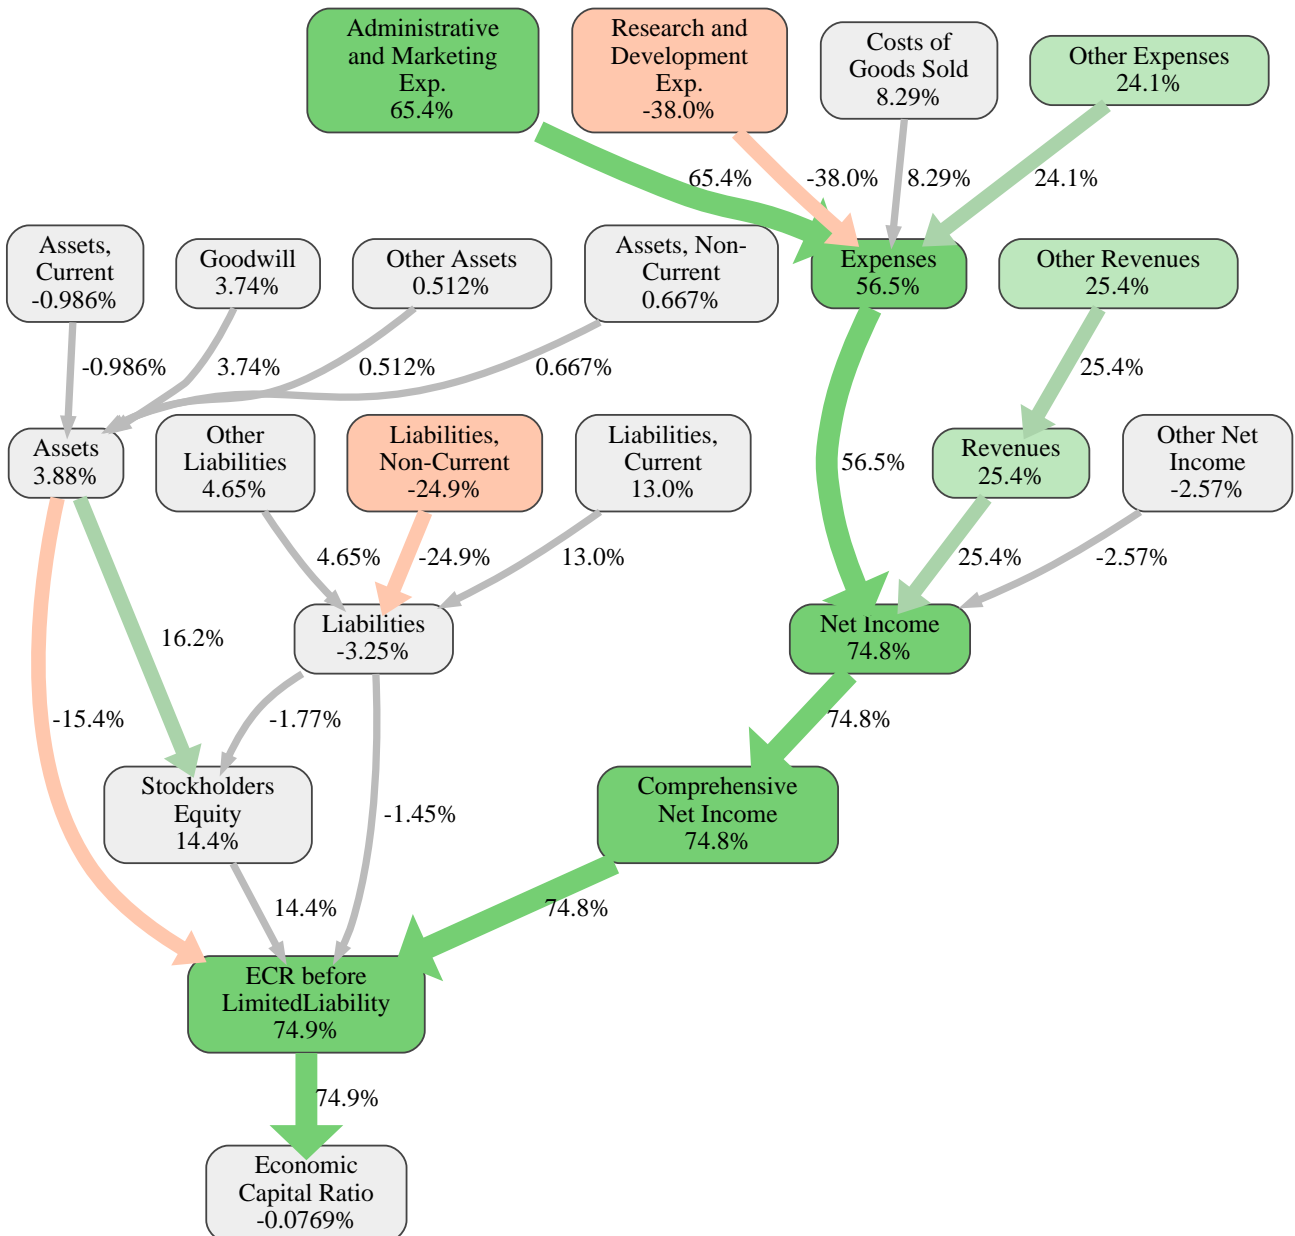 Administrative
and Marketing
Exp.
65.4%
Research and
Development
Exp.
-38.0%
Costs of
Goods Sold
8.29%
Other Expenses
24.1%
65.4%
-38.0%
8.29%
24.1%
Assets,
Current
-0.986%
Goodwill
3.74%
Other Assets
0.512%
Assets, Non-
Current
0.667%
Expenses
56.5%
Other Revenues
25.4%
-0.986%
3.74%
0.512%
0.667%
25.4%
Assets
3.88%
Other
Liabilities
4.65%
Liabilities,
Non-Current
-24.9%
Liabilities,
Current
13.0%
56.5%
Revenues
25.4%
Other Net
Income
-2.57%
4.65%
-24.9%
13.0%
25.4%
-2.57%
16.2%
Liabilities
-3.25%
Net Income
74.8%
-15.4%
-1.77%
74.8%
Stockholders
Equity
14.4%
-1.45%
Comprehensive
Net Income
74.8%
14.4%
74.8%
ECR before
LimitedLiability
74.9%
74.9%
Economic
Capital Ratio
-0.0769%